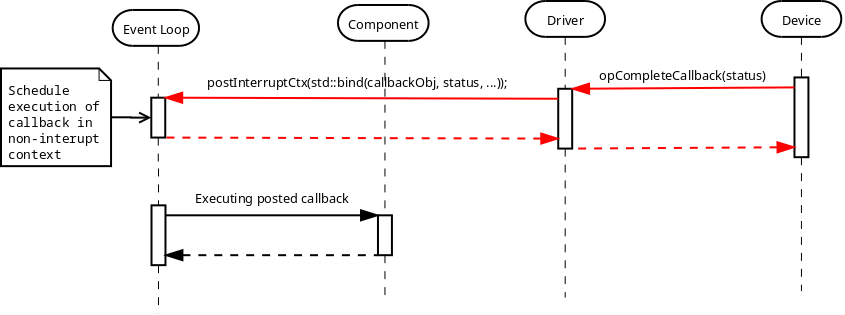 Event Loop
Component
Driver
Device
postInterruptCtx(std::bind(callbackObj, status, ...));
opCompleteCallback(status)
Schedule
execution of
callback in
non-interupt
context
Executing posted callback